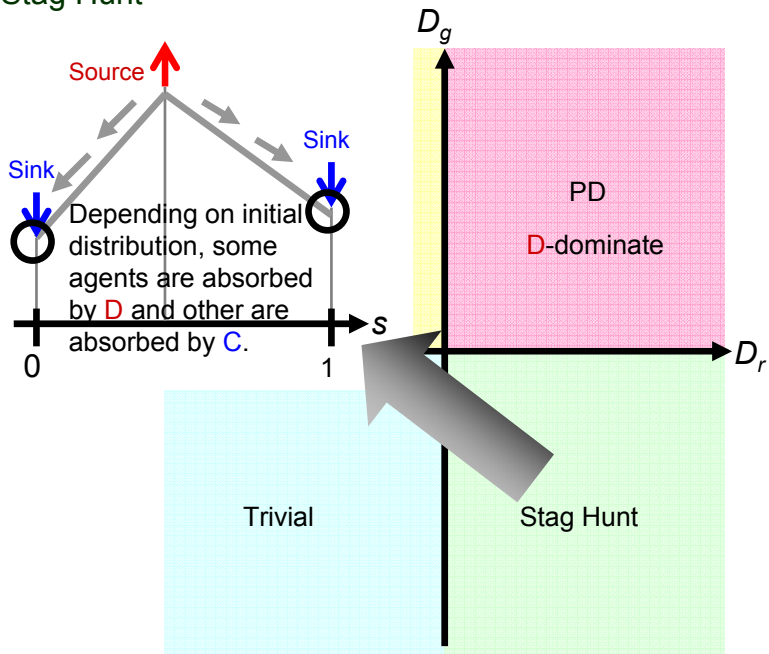 Stag Hunt
Source
Sink
Sink
Depending on initial
distribution, some
agents are absorbed
by D and other are
absorbed by C.
s
0
1
Dg
PD
D-dominate
Dr
Trivial
Stag Hunt